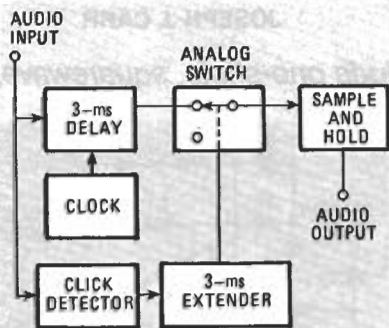 AUDIO
INPUT
ANALOG
SWITCH
3-ms
DELAY
SAMPLE
AND
HOLD
CLOCK
AUDIO
OUTPUT
CLICK
DETECTOR
3-ms
EXTENDER